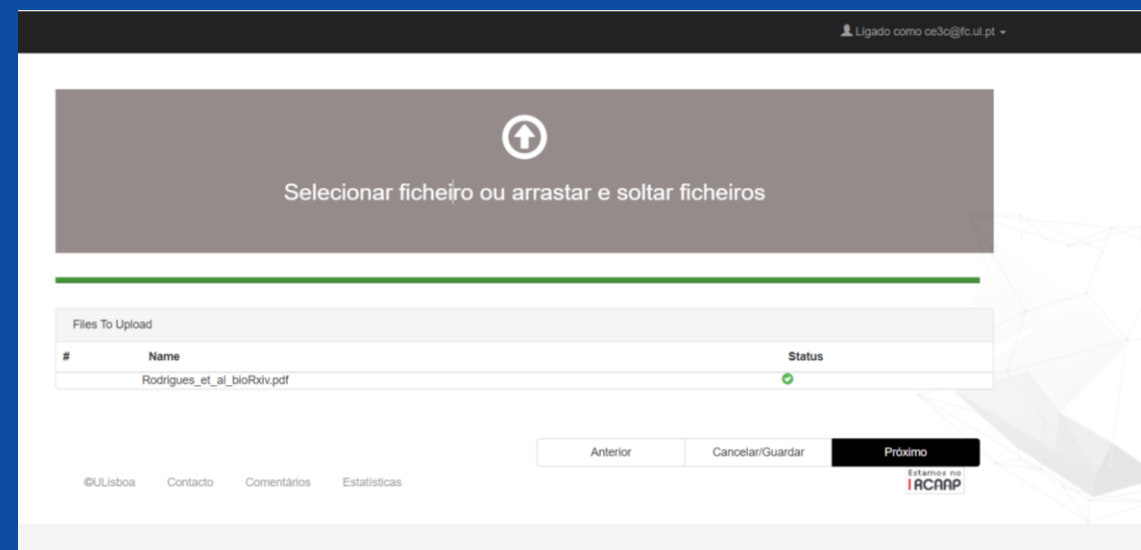 Ligado como ce3c@fc.ul.pt
Selecionar ficheiro ou arrastar e soltar ficheiros
Files To Upload
# Name Status
Rodrigues_et_al_bioRxiv.pdf
Anterior Cancelar/Guardar Próximo
©ULisboa Contacto Comentários Estatísticas
Estamos no
RCAAP